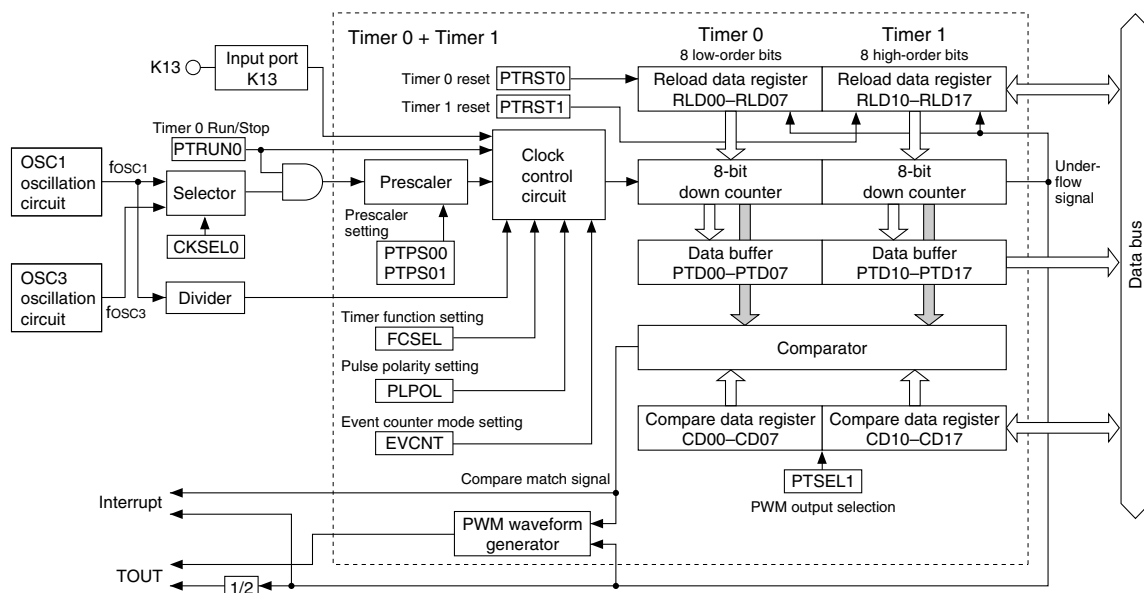 Timer 0 + Timer 1
Timer 0
8 low-order bits
Timer 1
8 high-order bits
K13
Input port
K13
Timer 0 reset
PTRST0
Timer 1 reset
PTRST1
Reload data register
RLD00–RLD07
Reload data register
RLD10–RLD17
Timer 0 Run/Stop
PTRUN0
OSC1
oscillation
circuit
fOSC1
Selector
CKSEL0
Prescaler
Prescaler
setting
PTPS00
PTPS01
Clock
control
circuit
8-bit
down counter
8-bit
down counter
Under-
flow
signal
Data bus
Data buffer
PTD00–PTD07
Data buffer
PTD10–PTD17
OSC3
oscillation
circuit
fOSC3
Divider
Timer function setting
FCSEL
Pulse polarity setting
PLPOL
Event counter mode setting
EVCNT
Comparator
Compare data register
CD00–CD07
Compare data register
CD10–CD17
PTSEL1
PWM output selection
Compare match signal
Interrupt
PWM waveform
generator
TOUT
1/2